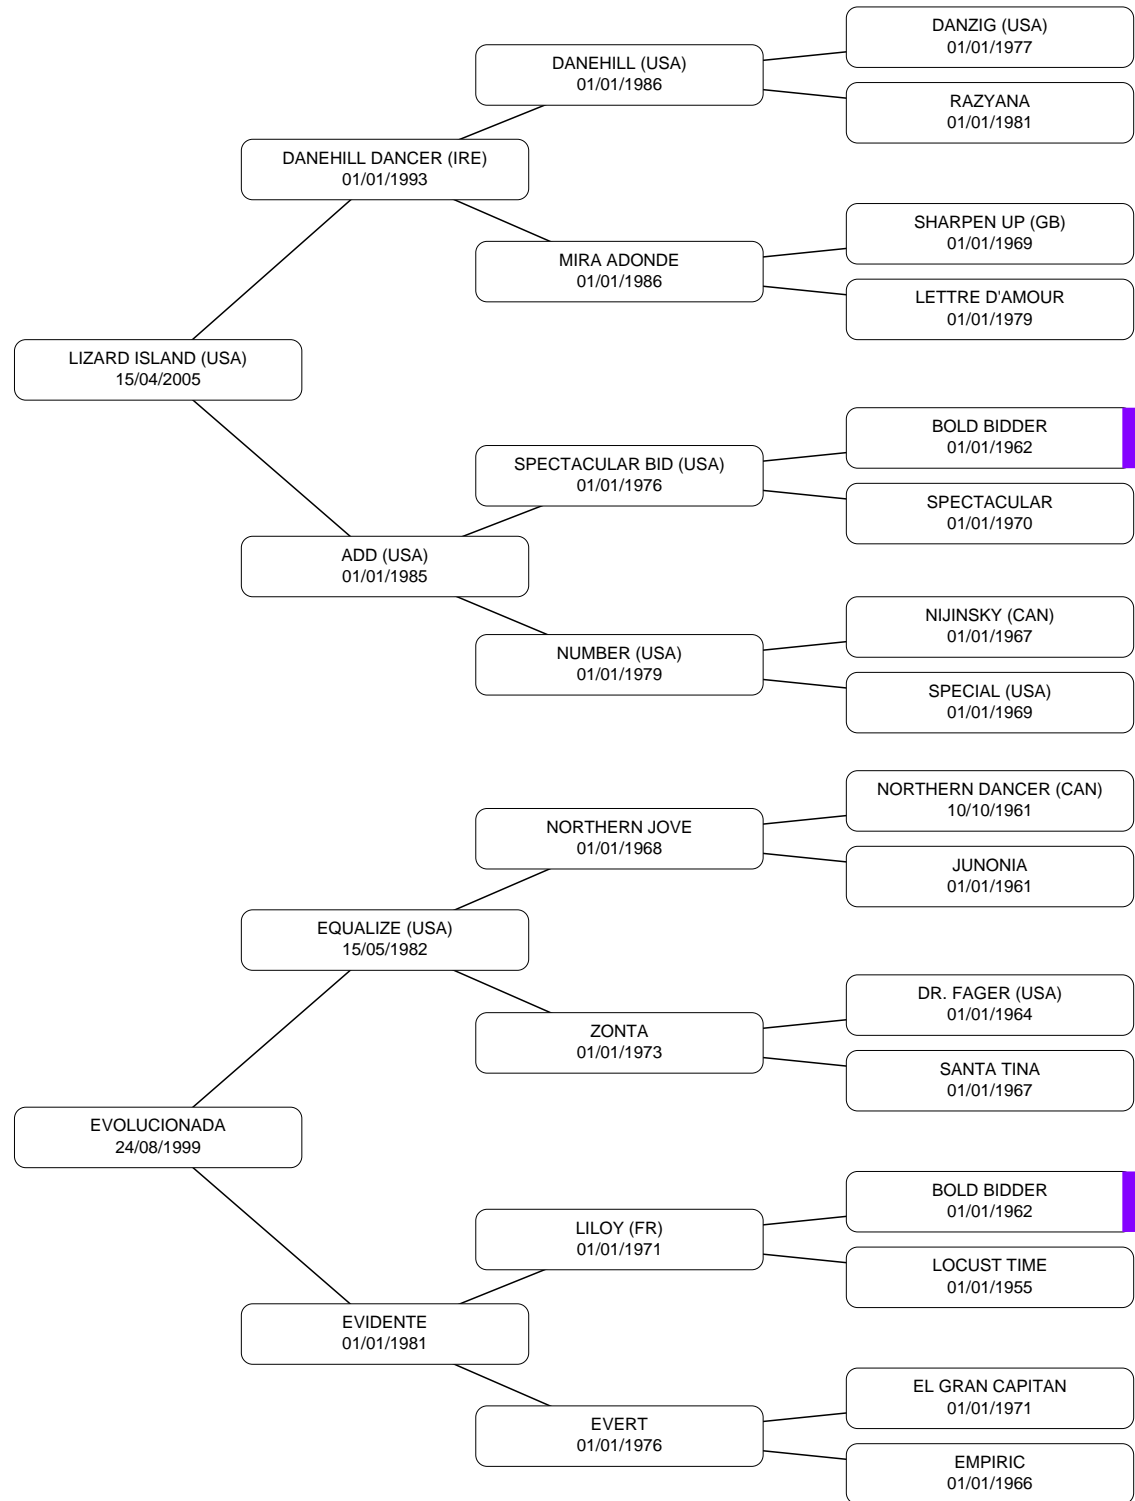 DANZIG (USA)
01/01/1977
DANEHILL (USA)
01/01/1986
RAZYANA
01/01/1981
DANEHILL DANCER (IRE)
01/01/1993
SHARPEN UP (GB)
01/01/1969
MIRA ADONDE
01/01/1986
LETTRE D'AMOUR
01/01/1979
LIZARD ISLAND (USA)
15/04/2005
BOLD BIDDER
01/01/1962
SPECTACULAR BID (USA)
01/01/1976
SPECTACULAR
01/01/1970
ADD (USA)
01/01/1985
NIJINSKY (CAN)
01/01/1967
NUMBER (USA)
01/01/1979
SPECIAL (USA)
01/01/1969
NORTHERN DANCER (CAN)
10/10/1961
NORTHERN JOVE
01/01/1968
JUNONIA
01/01/1961
EQUALIZE (USA)
15/05/1982
DR. FAGER (USA)
01/01/1964
ZONTA
01/01/1973
SANTA TINA
01/01/1967
EVOLUCIONADA
24/08/1999
BOLD BIDDER
01/01/1962
LILOY (FR)
01/01/1971
LOCUST TIME
01/01/1955
EVIDENTE
01/01/1981
EL GRAN CAPITAN
01/01/1971
EVERT
01/01/1976
EMPIRIC
01/01/1966